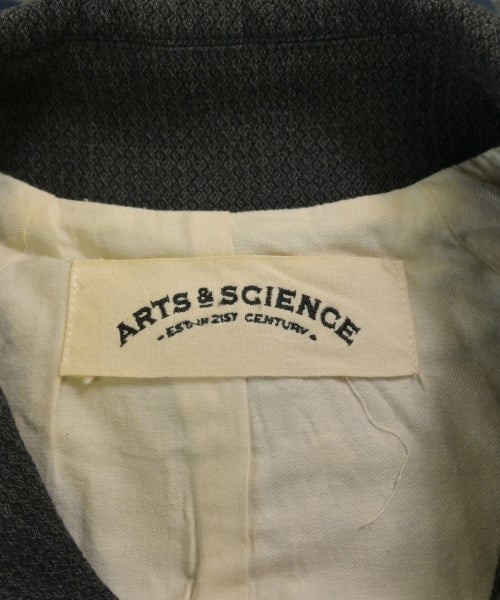 ARTS & SCIENCE
- EST. IN 21ST CENTURY -